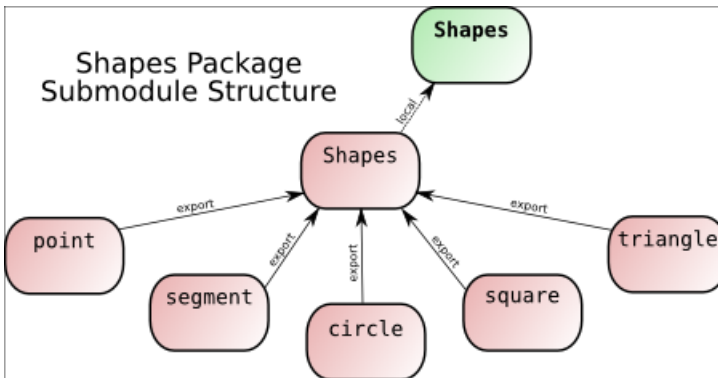 Shapes
Shapes Package
Submodule Structure
local
Shapes
export
export
export
export
export
point
triangle
segment
square
circle